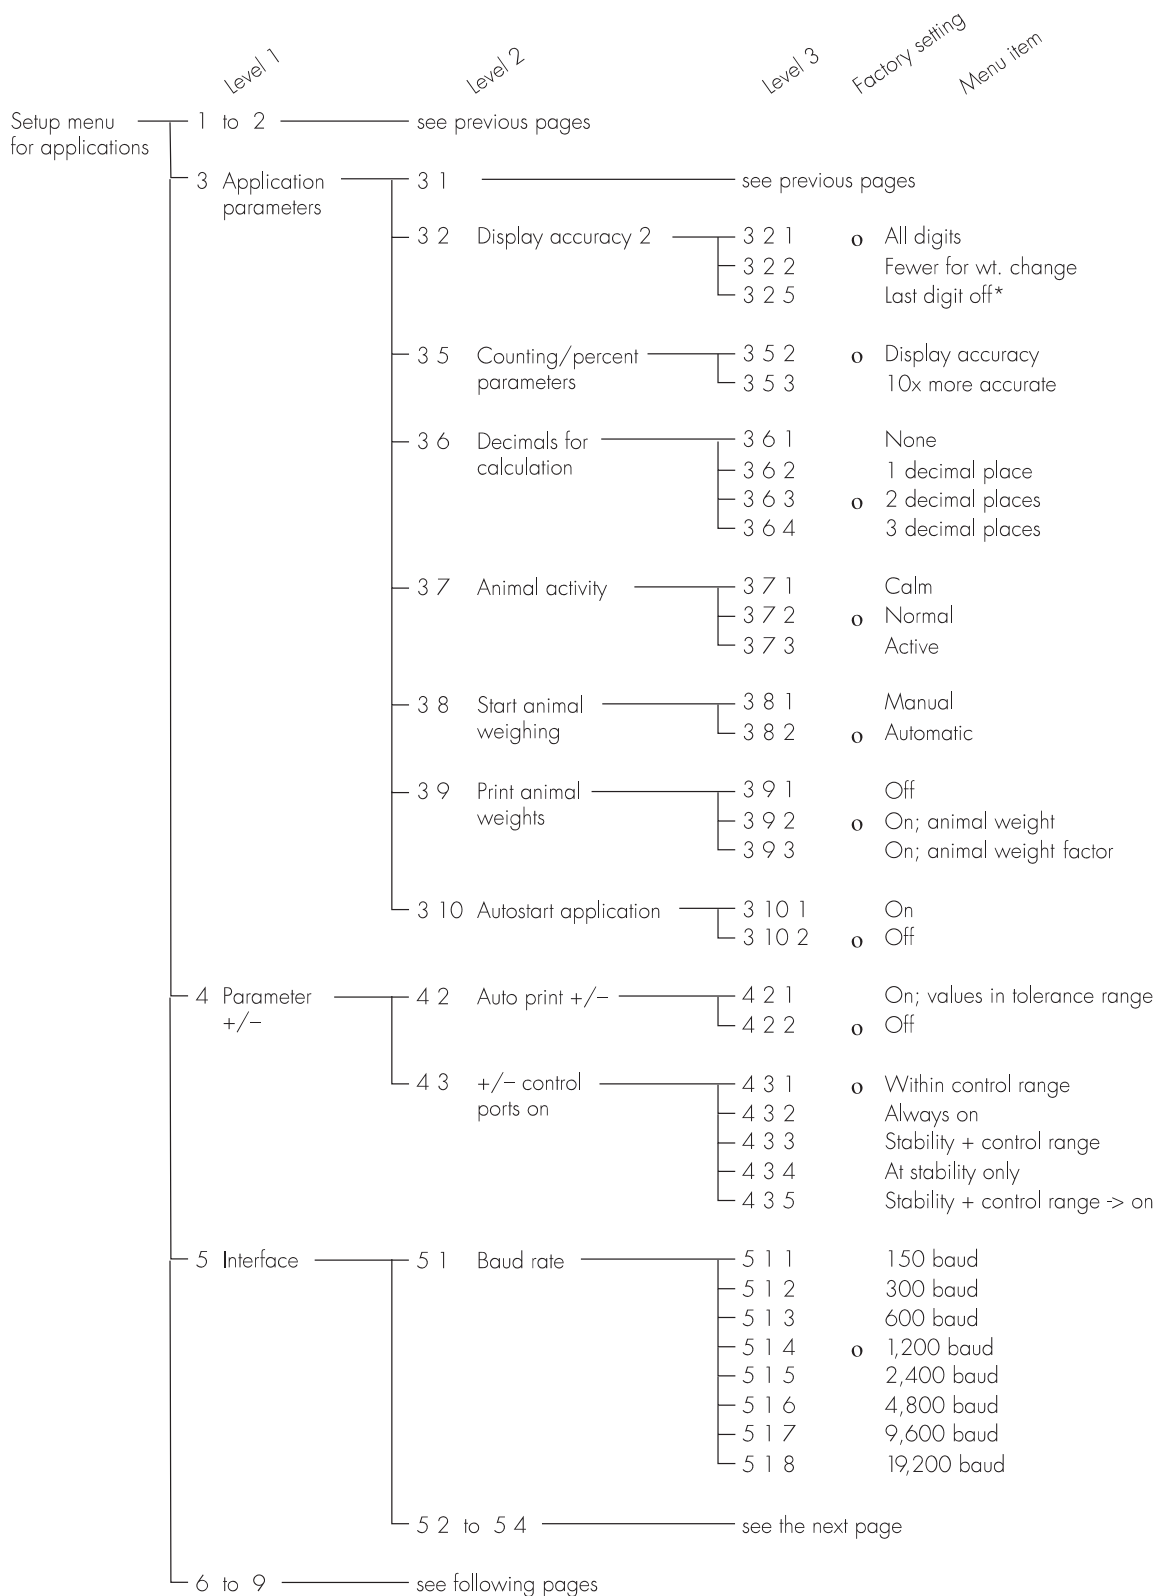 Level 1 Level 2 Level 3 Factory setting Menu item
Setup menu 1 to 2 see previous pages
for applications
3 Application 3 1 see previous pages
parameters
3 2 Display accuracy 2 3 2 1 o All digits
3 2 2 Fewer for wt. change
3 2 5 Last digit off*
3 5 Counting/percent 3 5 2 o Display accuracy
parameters 3 5 3 10x more accurate
3 6 Decimals for 3 6 1 None
calculation 3 6 2 1 decimal place
3 6 3 o 2 decimal places
3 6 4 3 decimal places
3 7 Animal activity 3 7 1 Calm
3 7 2 o Normal
3 7 3 Active
3 8 Start animal 3 8 1 Manual
weighing 3 8 2 o Automatic
3 9 Print animal 3 9 1 Off
weights 3 9 2 o On; animal weight
3 9 3 On; animal weight factor
3 10 Autostart application 3 10 1 On
3 10 2 o Off
4 Parameter 4 2 Auto print +/– 4 2 1 On; values in tolerance range
+/– 4 2 2 o Off
4 3 +/– control 4 3 1 o Within control range
ports on 4 3 2 Always on
4 3 3 Stability + control range
4 3 4 At stability only
4 3 5 Stability + control range -> on
5 Interface 5 1 Baud rate 5 1 1 150 baud
5 1 2 300 baud
5 1 3 600 baud
5 1 4 o 1,200 baud
5 1 5 2,400 baud
5 1 6 4,800 baud
5 1 7 9,600 baud
5 1 8 19,200 baud
5 2 to 5 4 see the next page
6 to 9 see following pages